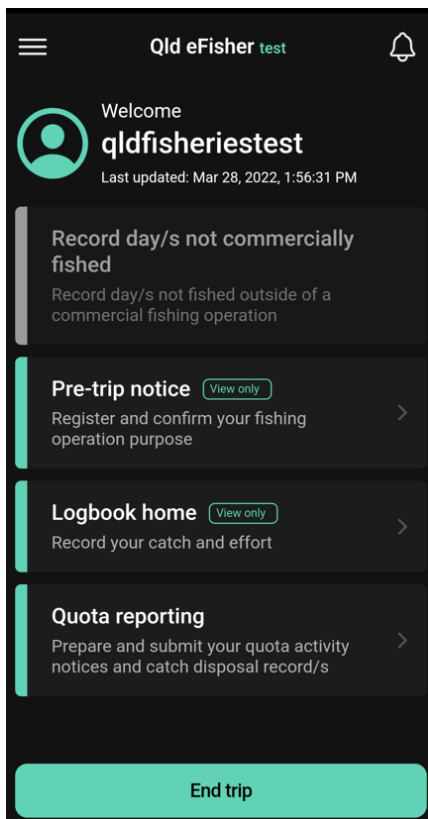 Qld eFisher test
Welcome
qldfisheriestest
Last updated: Mar 28, 2022, 1:56:31 PM
Record day/s not commercially
fished
Record day/s not fished outside of a
commercial fishing operation
Pre-trip notice View only
Register and confirm your fishing
operation purpose
Logbook home View only
Record your catch and effort
Quota reporting
Prepare and submit your quota activity
notices and catch disposal record/s
End trip